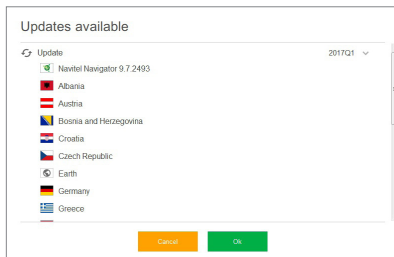 Updates available
Update 2017Q1
Navitel Navigator 9.7.2493
Albania
Austria
Bosnia and Herzegovina
Croatia
Czech Republic
Earth
Germany
Greece
Cancel Ok